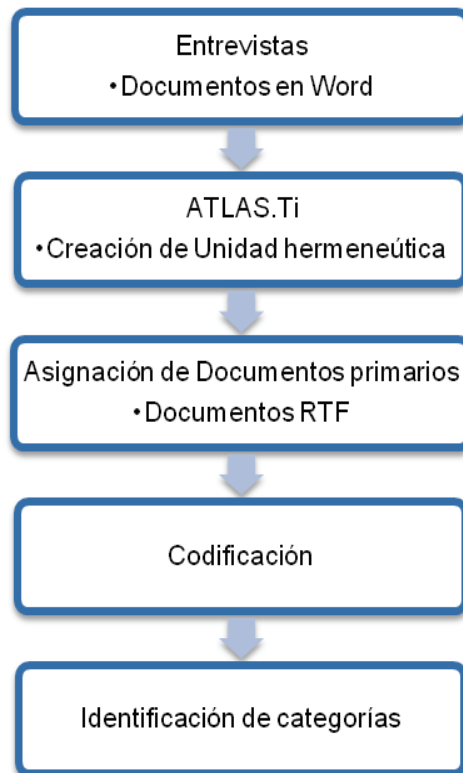 Entrevistas
•Documentos en Word
ATLAS.Ti
•Creación de Unidad hermeneútica
Asignación de Documentos primarios
•Documentos RTF
Codificación
Identificación de categorías